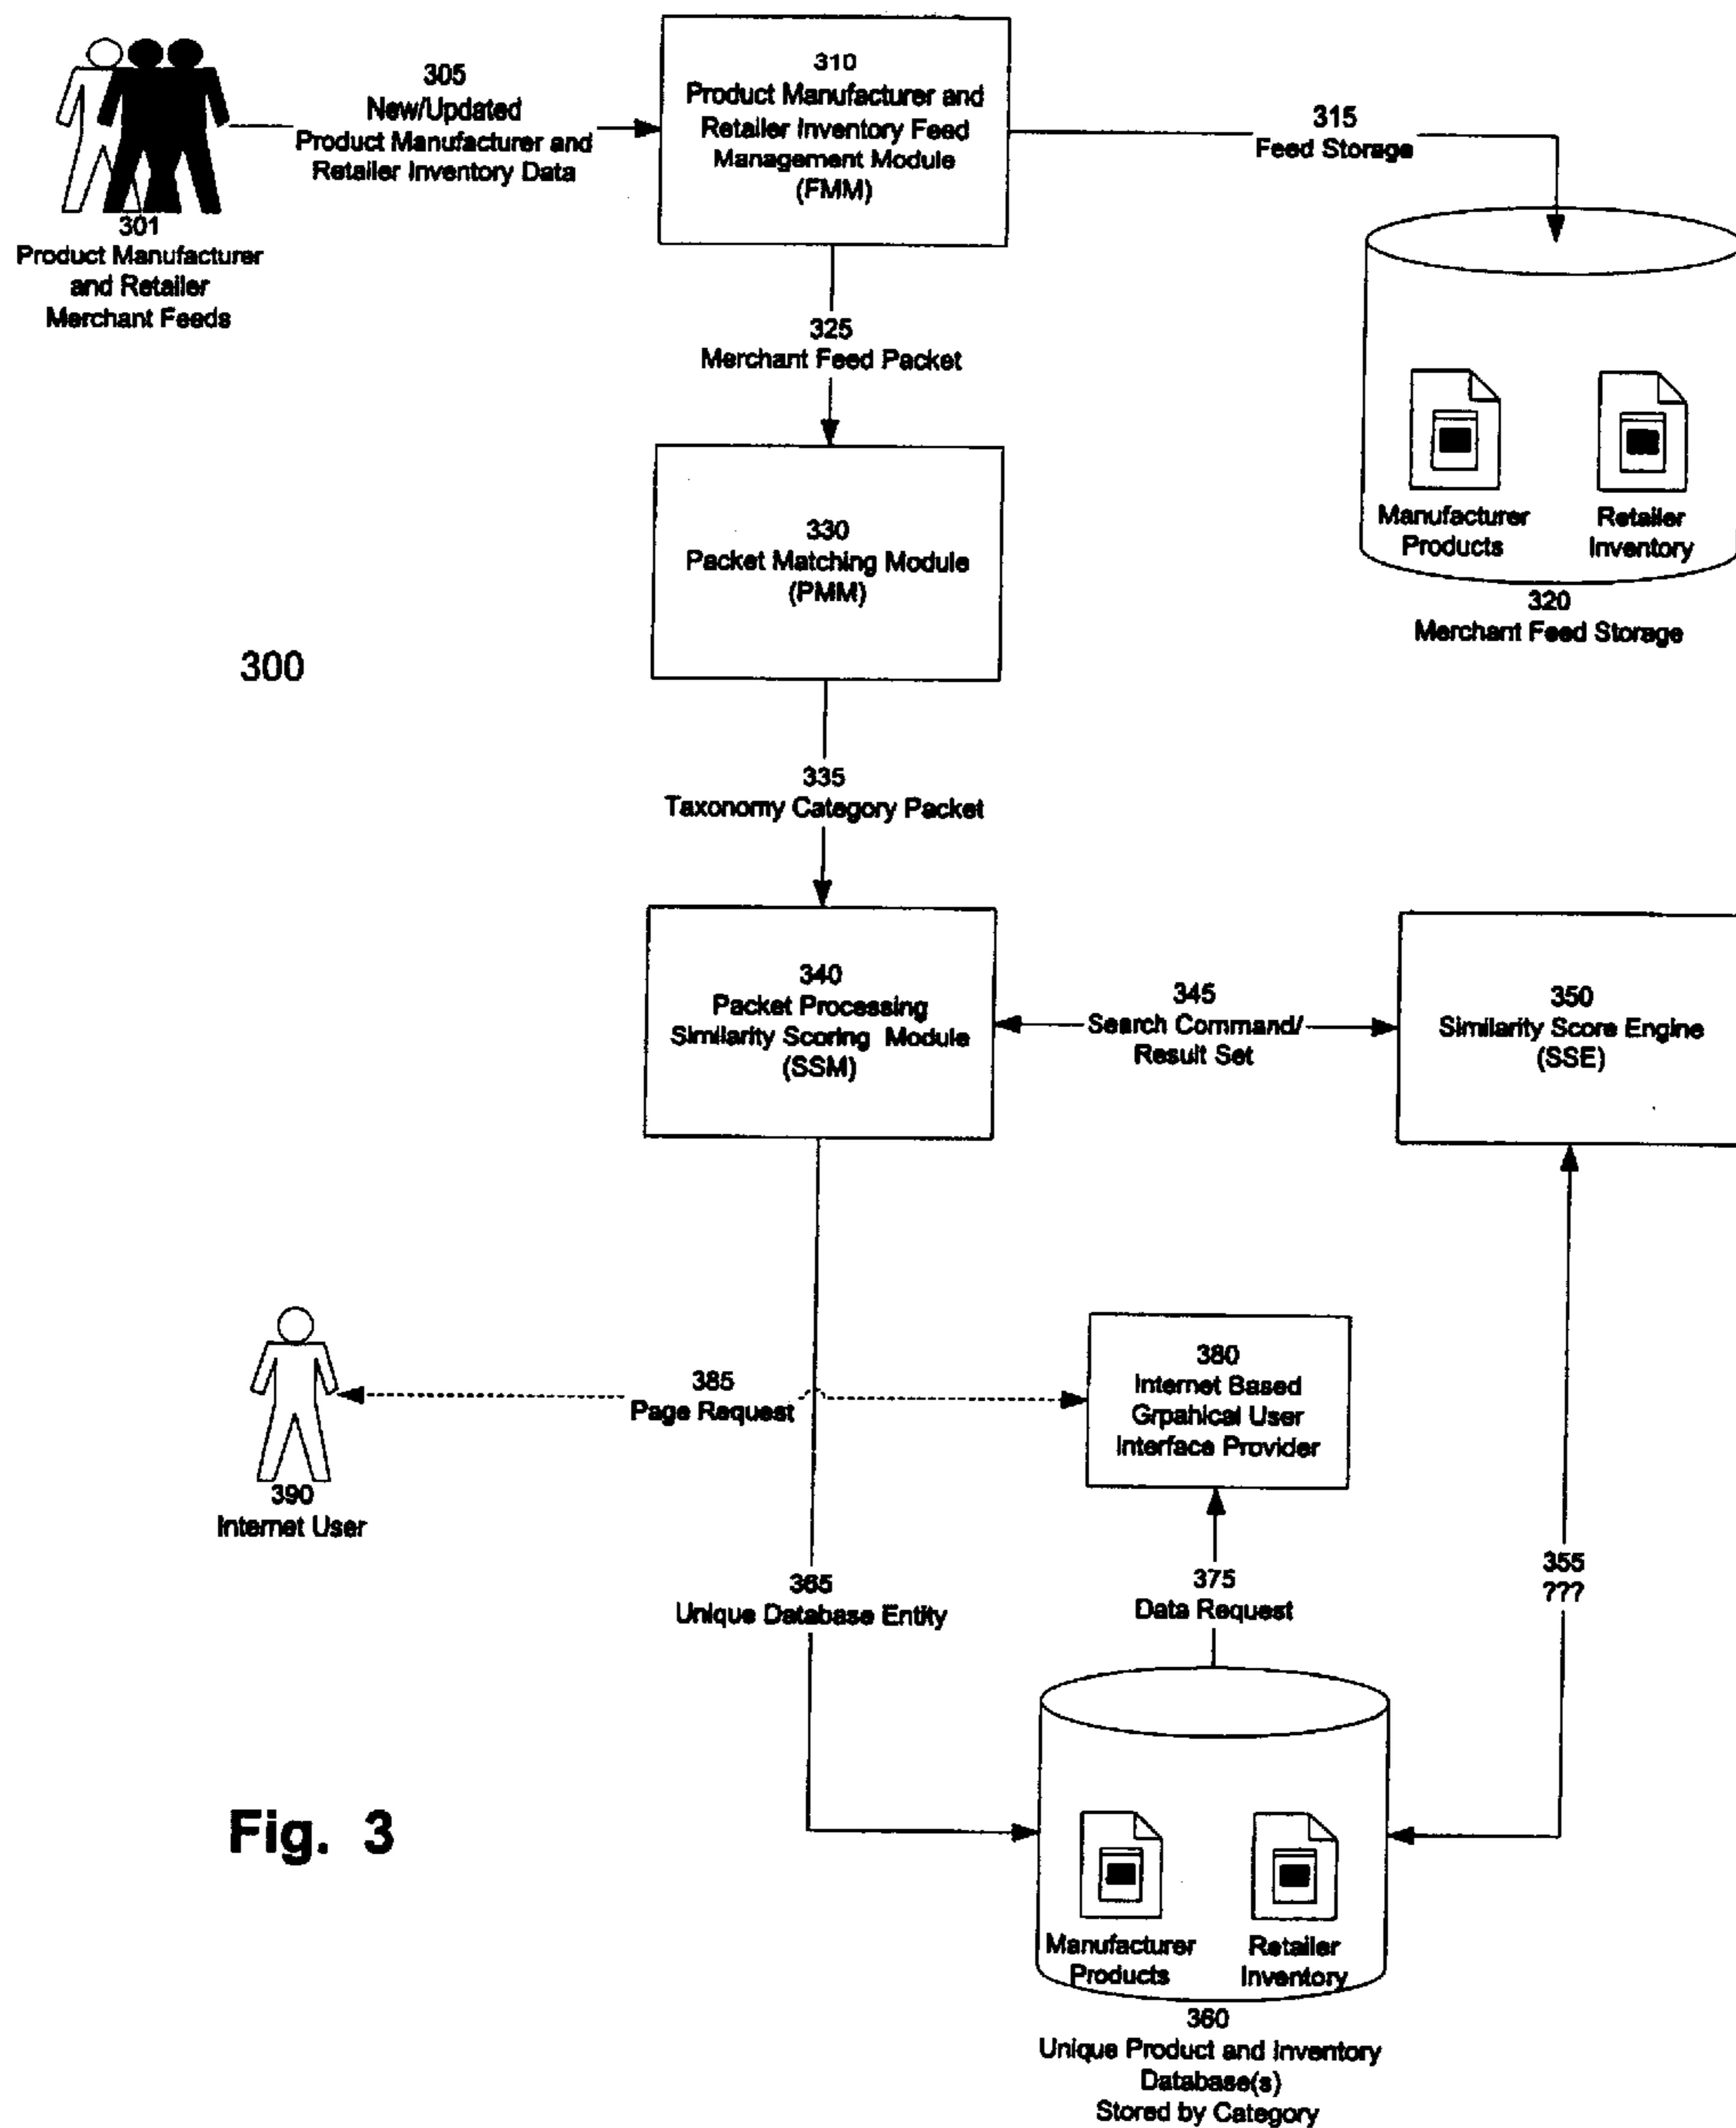 305
New/Updated
Product Manufacturer and
Retailer Inventory Data
310
Product Manufacturer and
Retailer Inventory Feed
Management Module
(FMM)
315
Feed Storage
301
Product Manufacturer
and Retailer
Merchant Feeds
325
Merchant Feed Packet
Manufacturer
Products
Retailer
Inventory
320
Merchant Feed Storage
330
Packet Matching Module
(PMM)
300
335
Taxonomy Category Packet
340
Packet Processing
Similarity Scoring Module
(SSM)
345
Search Command/
Result Set
350
Similarity Score Engine
(SSE)
385
Page Request
380
Internet Based
Grpahical User
Interface Provider
390
Internet User
365
Unique Database Entity
375
Data Request
355
???
Manufacturer
Products
Retailer
Inventory
360
Unique Product and Inventory
Database(s)
Stored by Category
Fig. 3